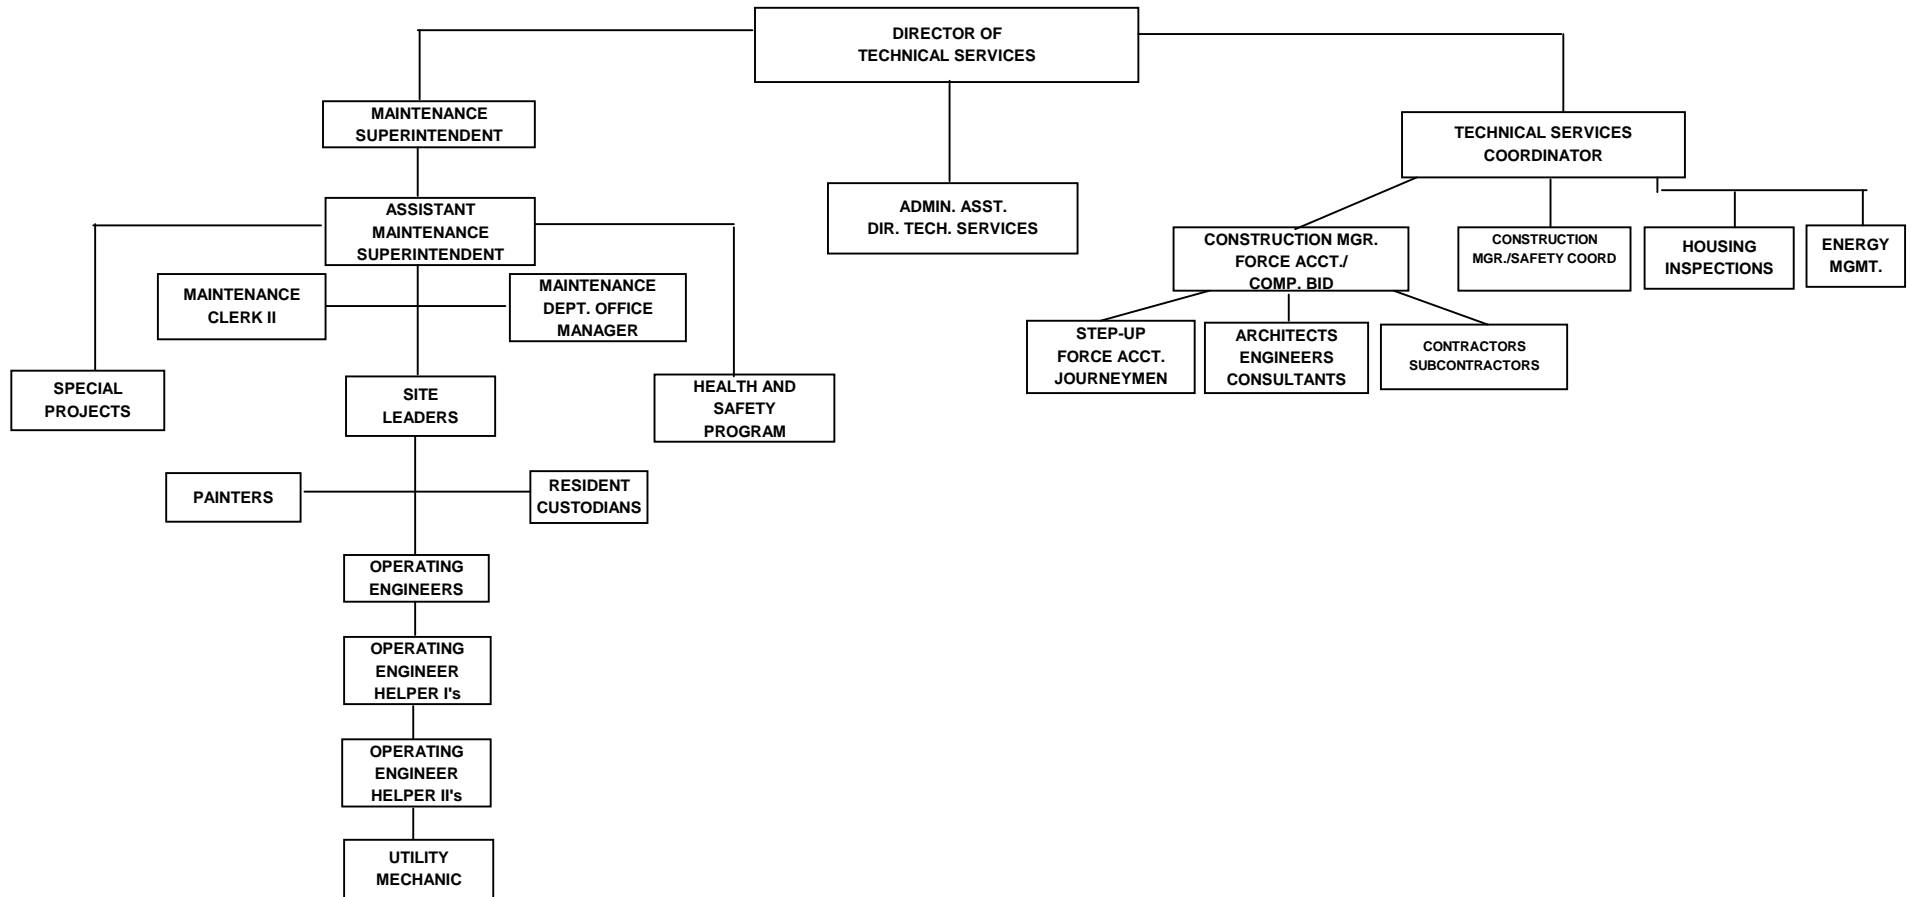 DIRECTOR OF
TECHNICAL SERVICES
MAINTENANCE
SUPERINTENDENT
TECHNICAL SERVICES
COORDINATOR
ADMIN. ASST.
DIR. TECH. SERVICES
ASSISTANT
MAINTENANCE
SUPERINTENDENT
CONSTRUCTION MGR.
FORCE ACCT./
COMP. BID
CONSTRUCTION
MGR./SAFETY COORD
HOUSING
INSPECTIONS
ENERGY
MGMT.
MAINTENANCE
CLERK II
MAINTENANCE
DEPT. OFFICE
MANAGER
STEP-UP
FORCE ACCT.
JOURNEYMEN
ARCHITECTS
ENGINEERS
CONSULTANTS
CONTRACTORS
SUBCONTRACTORS
SPECIAL
PROJECTS
SITE
LEADERS
HEALTH AND
SAFETY
PROGRAM
PAINTERS
RESIDENT
CUSTODIANS
OPERATING
ENGINEERS
OPERATING
ENGINEER
HELPER I's
OPERATING
ENGINEER
HELPER II's
UTILITY
MECHANIC